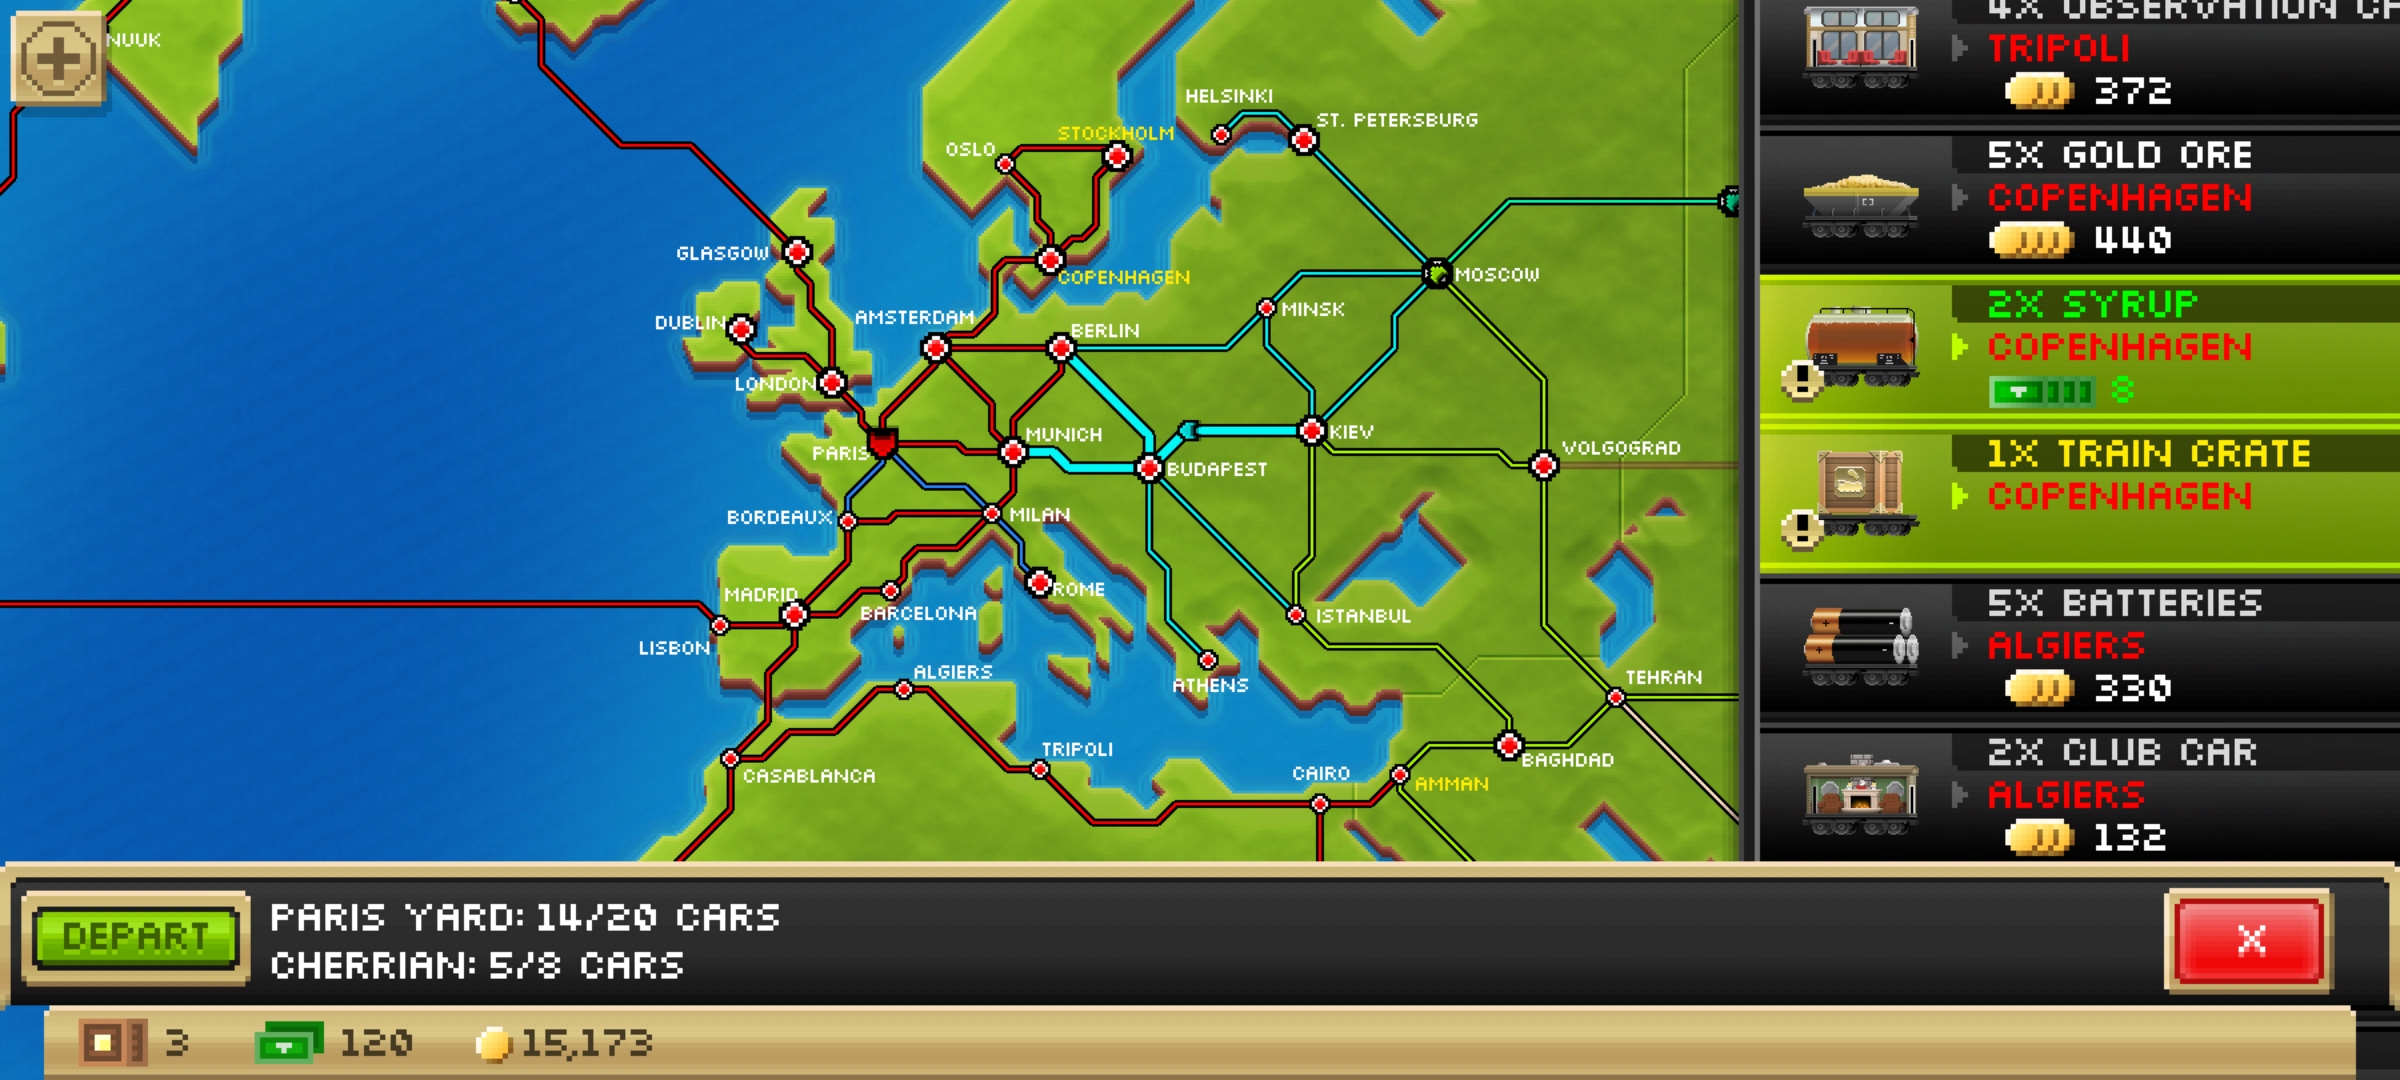 NUUK
HELSINKI
ST. PETERSBURG
STOCKHOLM
OSLO
GLASGOW
COPENHAGEN
MOSCOW
MINSK
DUBLIN
AMSTERDAM
BERLIN
LONDON
PARIS
MUNICH
BUDAPEST
KIEV
VOLGOGRAD
BORDEAUX
MILAN
MADRID
BARCELONA
ROME
LISBON
ISTANBUL
ALGIERS
ATHENS
TEHRAN
CASABLANCA
TRIPOLI
CAIRO
AMMAN
BAGHDAD
4X OBSERVATION CA
TRIPOLI
372
5X GOLD ORE
COPENHAGEN
440
2X SYRUP
COPENHAGEN
8
1X TRAIN CRATE
COPENHAGEN
5X BATTERIES
ALGIERS
330
2X CLUB CAR
ALGIERS
132
DEPART
PARIS YARD: 14/20 CARS
CHERRIAN: 5/8 CARS
X
3
120
15,173